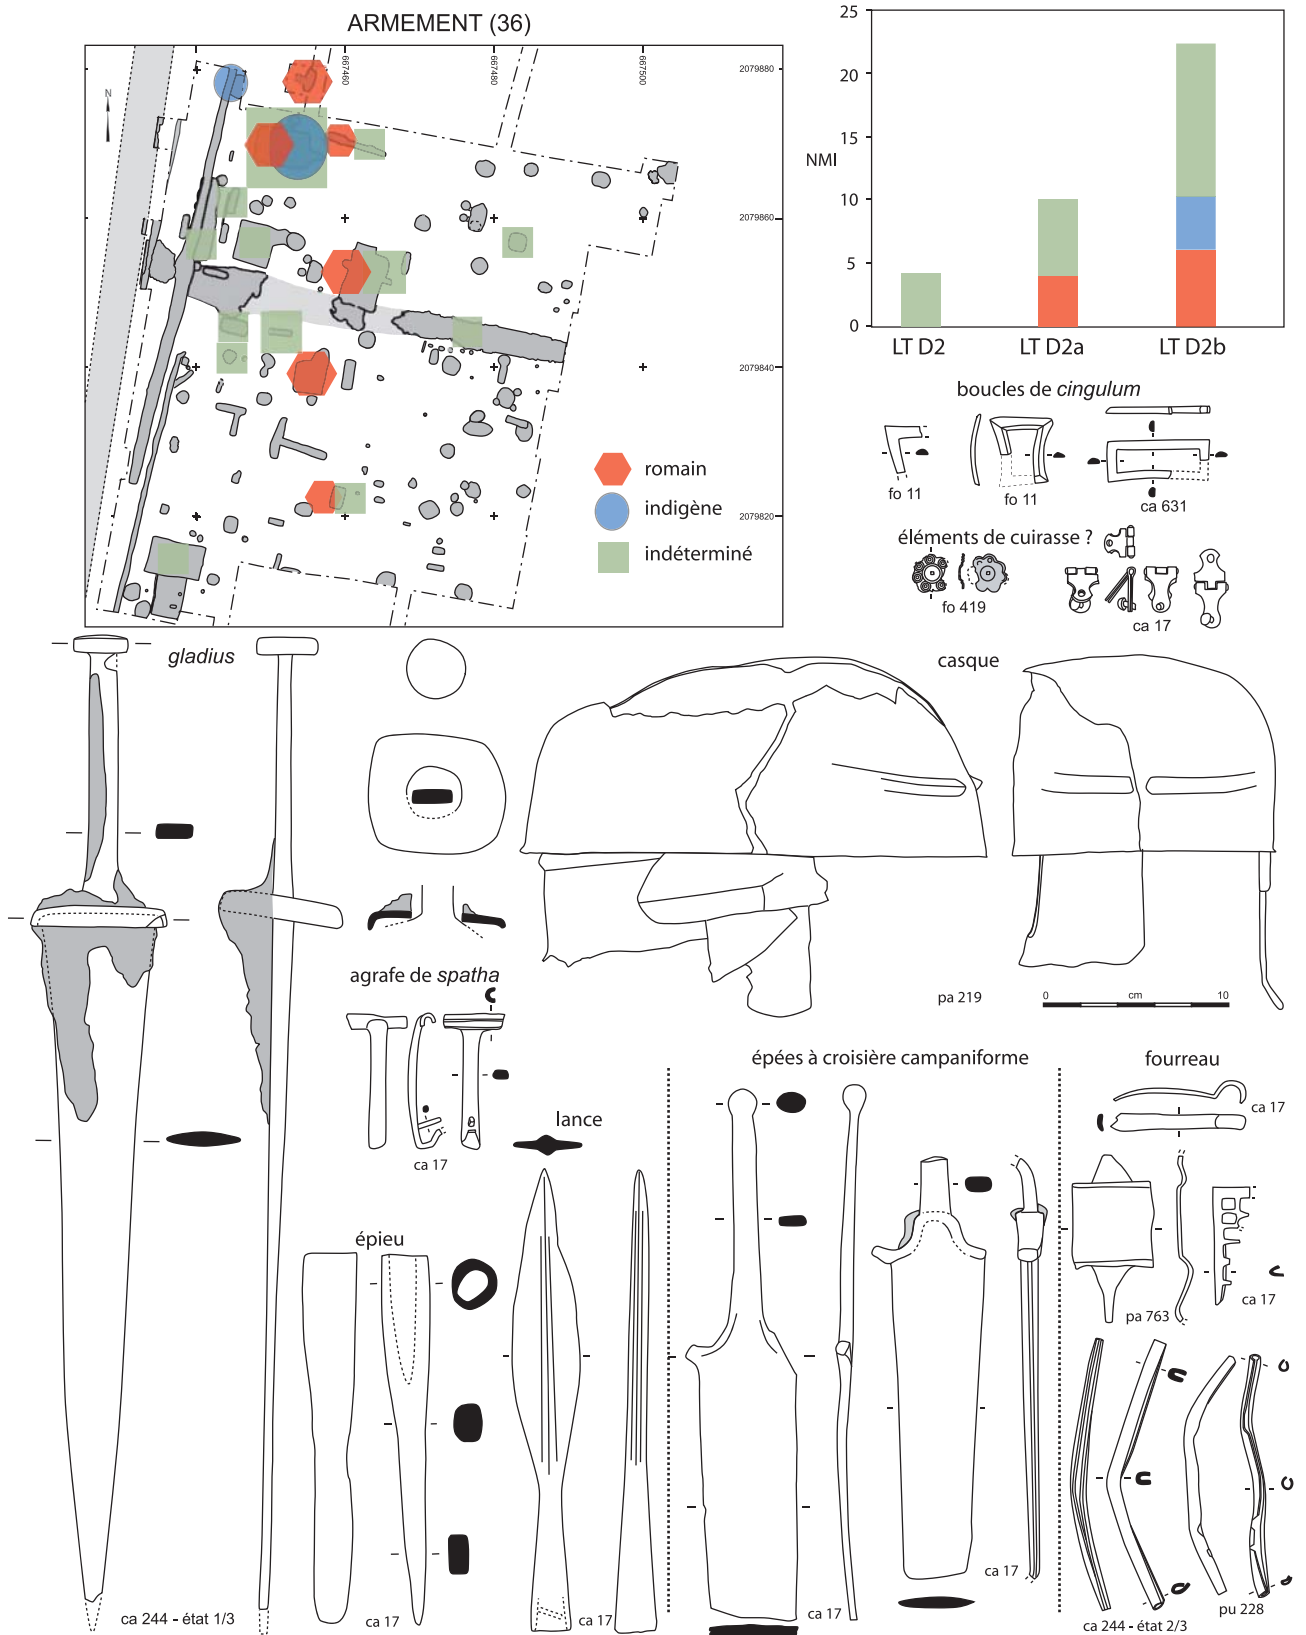 ARMEMENT (36)
667460
667480
667500
2079880
2079860
2079840
2079820
N
romain
indigène
indéterminé
25
20
15
10
5
0
NMI
LT D2
LT D2a
LT D2b
boucles de cingulum
fo 11
fo 11
ca 631
éléments de cuirasse ?
fo 419
ca 17
gladius
casque
pa 219
0 cm 10
agrafe de spatha
ca 17
lance
épées à croisière campaniforme
fourreau
ca 17
épieu
pa 763
ca 17
ca 244 - état 1/3
ca 17
ca 17
ca 17
ca 17
ca 244 - état 2/3
pu 228